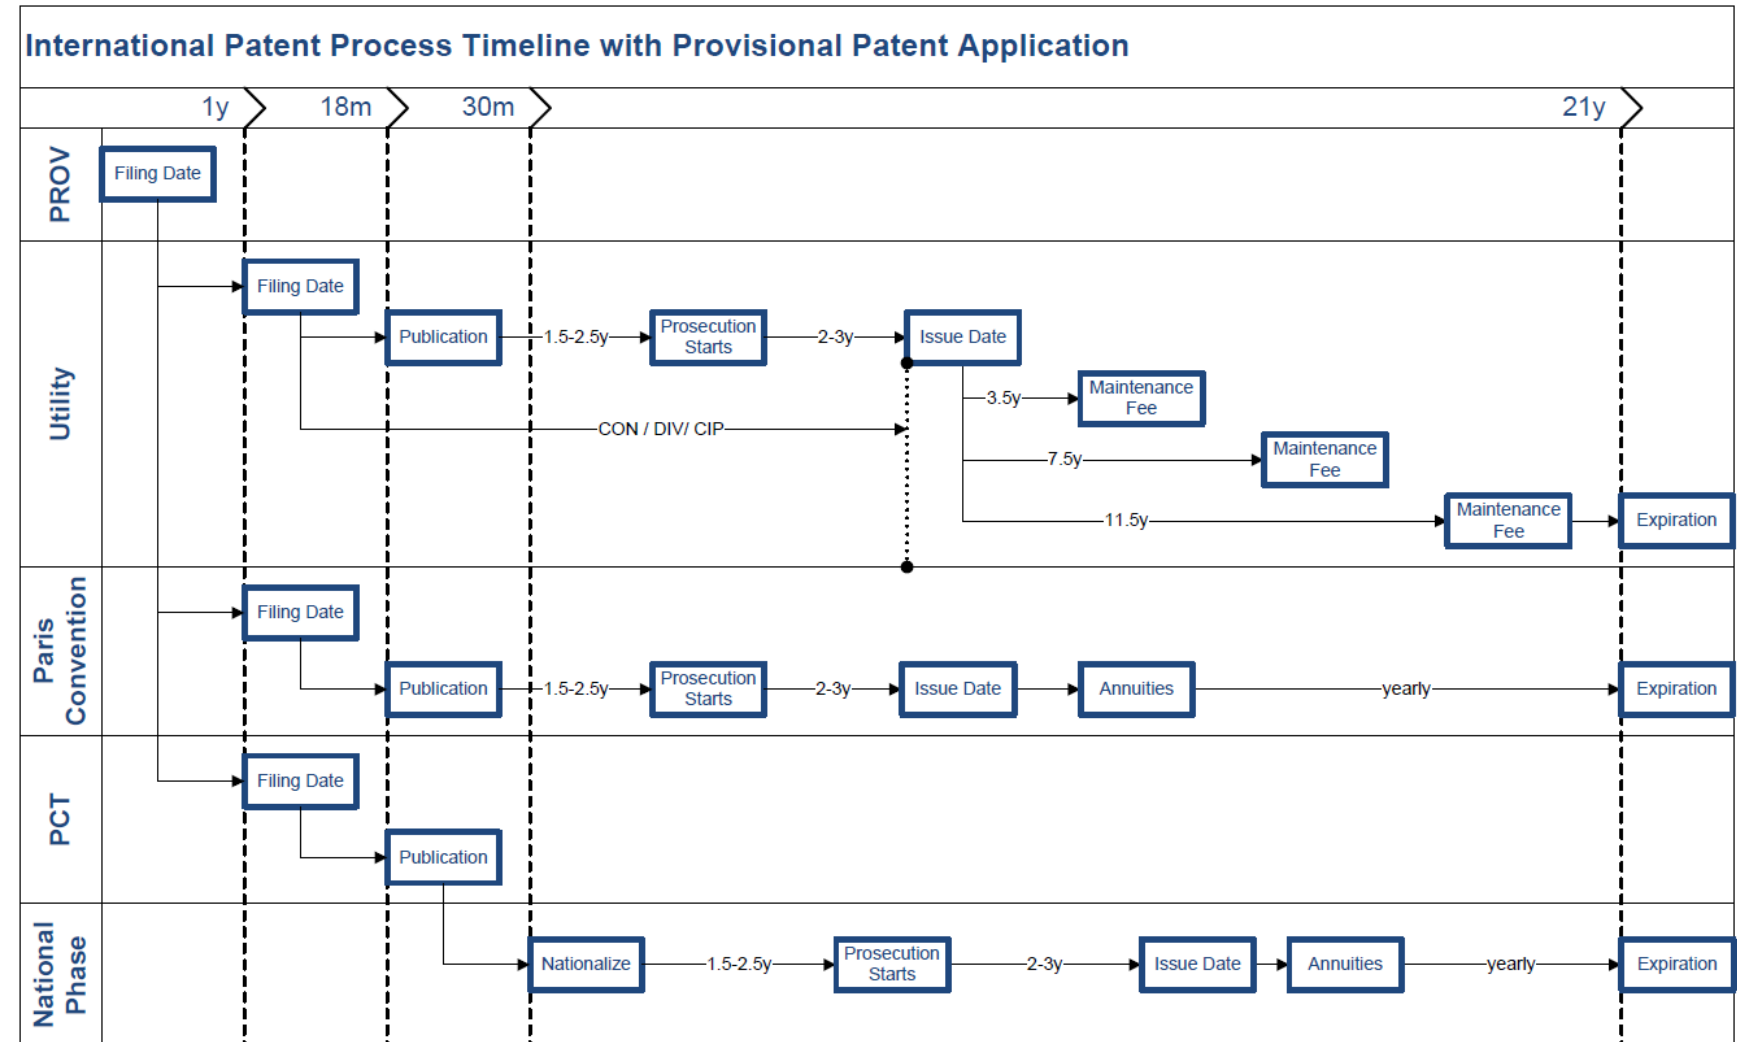 International Patent Process Timeline with Provisional Patent Application
1y
18m
30m
21y
PROV
Filing Date
Utility
Filing Date
Publication
1.5-2.5y
Prosecution
Starts
2-3y
Issue Date
3.5y
Maintenance
Fee
CON / DIV/ CIP
7.5y
Maintenance
Fee
11.5y
Maintenance
Fee
Expiration
Paris
Convention
Filing Date
Publication
1.5-2.5y
Prosecution
Starts
2-3y
Issue Date
Annuities
yearly
Expiration
PCT
Filing Date
Publication
National
Phase
Nationalize
1.5-2.5y
Prosecution
Starts
2-3y
Issue Date
Annuities
yearly
Expiration